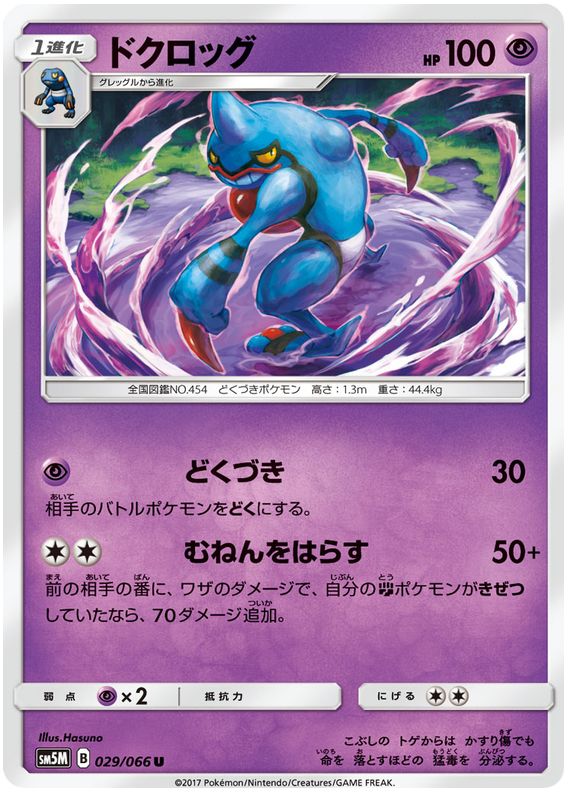 1進化
ドクロッグ
HP 100
グレッグルから進化
全国図鑑NO.454 どくづきポケモン 高さ:1.3m 重さ:44.4kg
どくづき 30
相手のバトルポケモンをどくにする。
むねんをはらす 50+
前の相手の番に、ワザのダメージで、自分のポケモンがきぜつ
していたなら、70ダメージ追加。
弱点 ×2 抵抗力 にげる
Illus.Hasuno
SM5M B 029/066 U
こぶしの トゲからは かすり傷でも
命を 落とすほどの 猛毒を 分泌する。
©2017 Pokémon/Nintendo/Creatures/GAME FREAK.